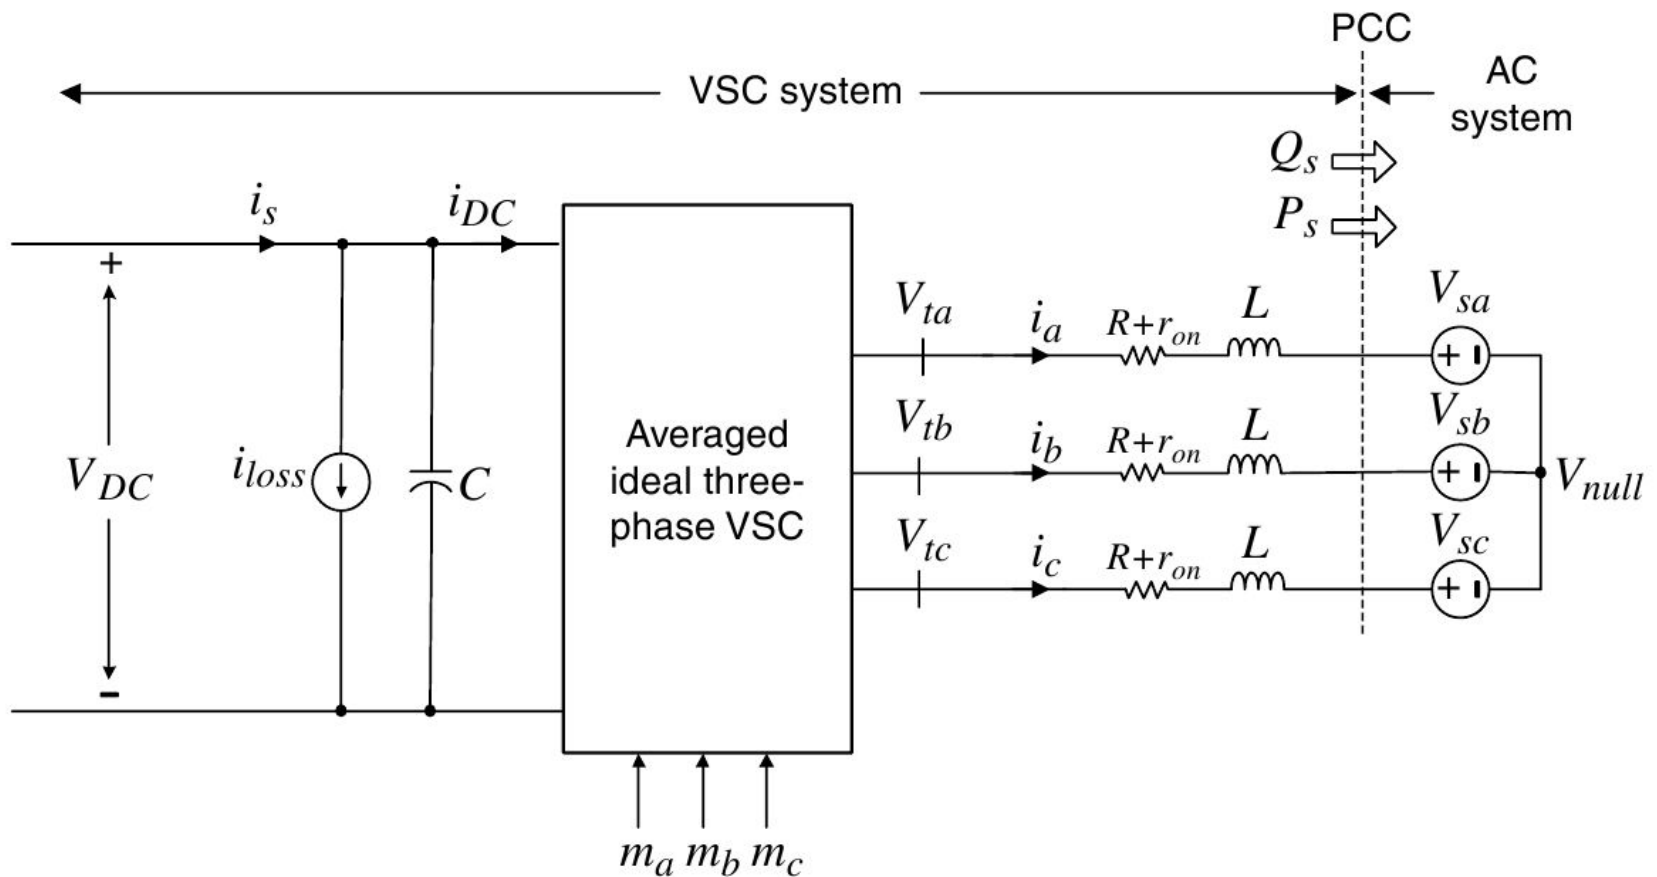 PCC
VSC system
AC
system
Qs
Ps
is
iDC
+
VDC
-
iloss
C
Averaged
ideal three-
phase VSC
Vta
ia
R+ron
L
Vsa
+ -
Vtb
ib
R+ron
L
Vsb
+ -
Vnull
Vtc
ic
R+ron
L
Vsc
+ -
ma mb mc